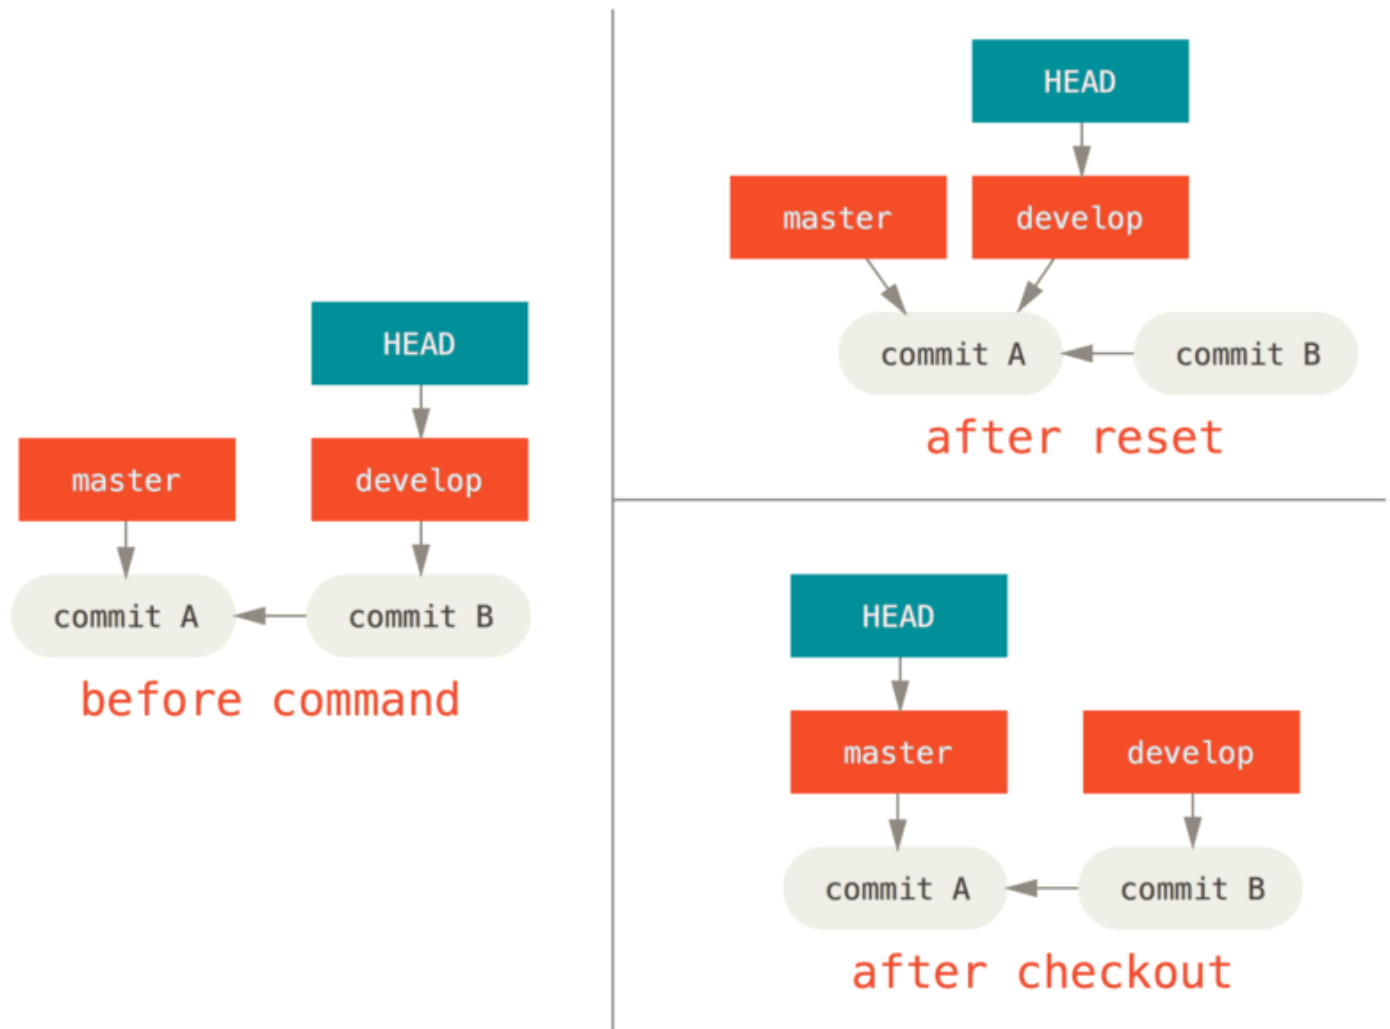 HEAD
master
develop
commit A
commit B
before command
HEAD
master
develop
commit A
commit B
after reset
HEAD
master
develop
commit A
commit B
after checkout